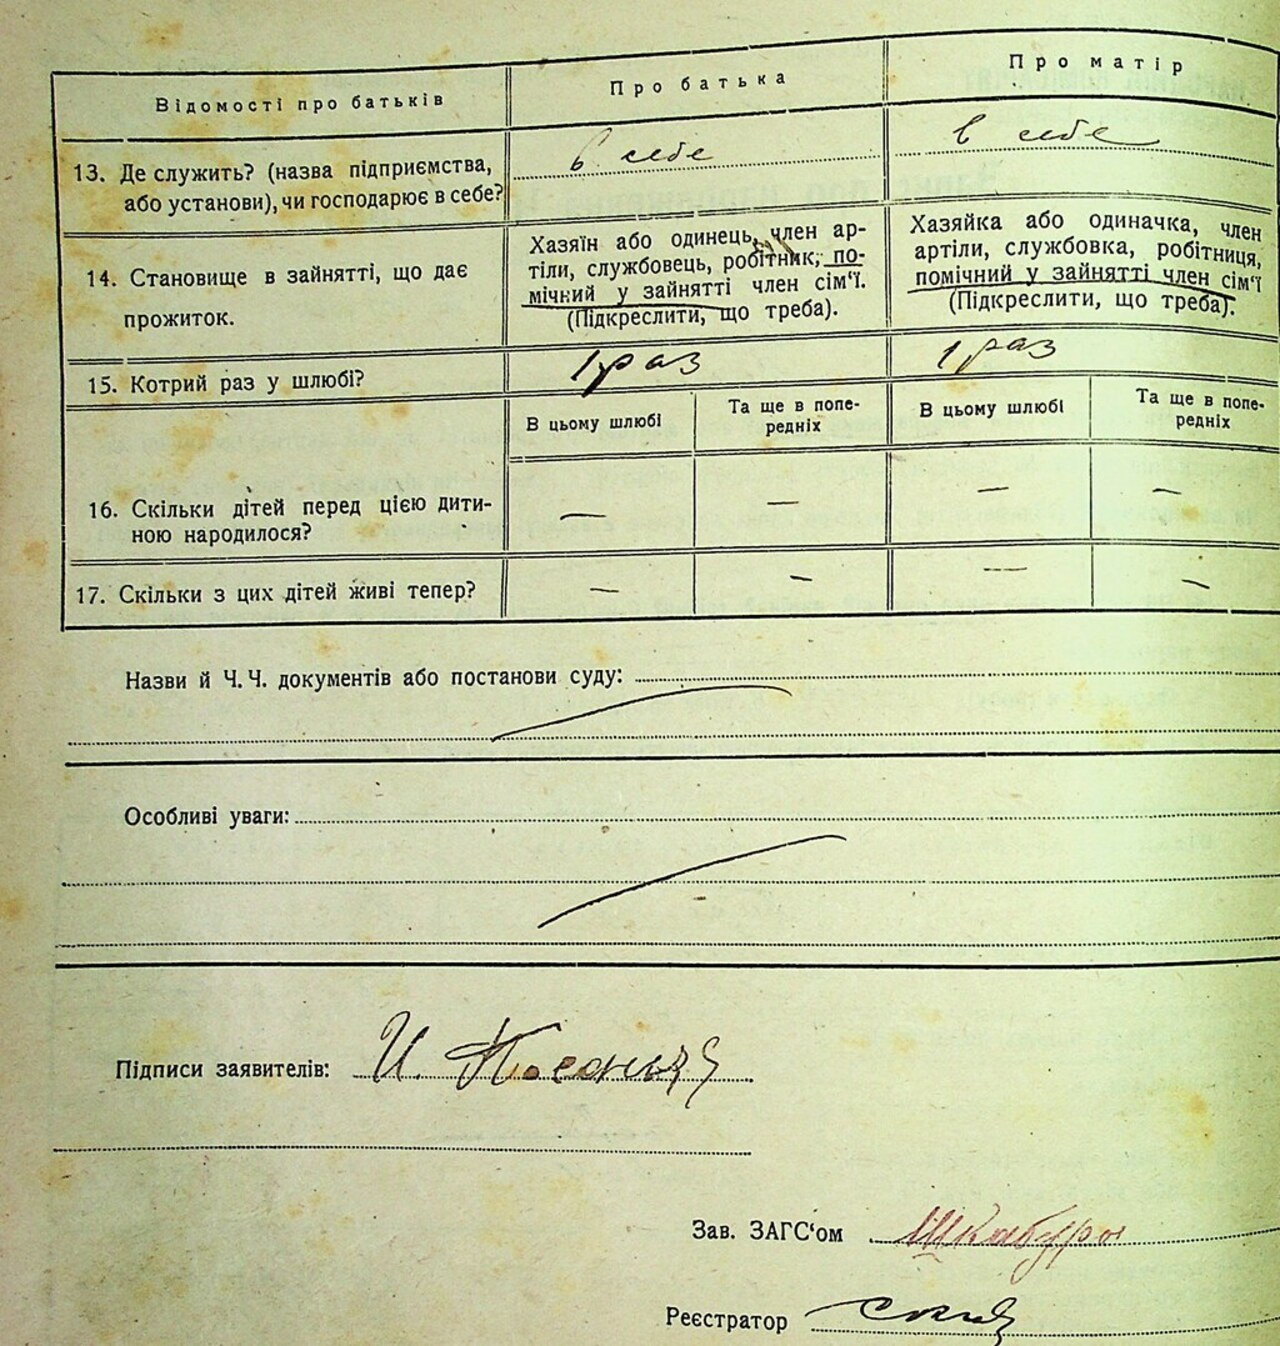 Відомості про батьків
Про батька
Про матір
13. Де служить? (назва підприємства,
або установи), чи господарює в себе?
в себе
в себе
14. Становище в зайнятті, що дає
прожиток.
Хазяїн або одинець, член ар-
тіли, службовець, робітник, по-
мічний у зайнятті член сім'ї.
(Підкреслити, що треба).
Хазяйка або одиначка, член
артіли, службовка, робітниця,
помічний у зайнятті член сім'ї
(Підкреслити, що треба).
15. Котрий раз у шлюбі?
1 раз
1 раз
В цьому шлюбі
Та ще в попе-
редніх
В цьому шлюбі
Та ще в попе-
редніх
16. Скільки дітей перед цією дити-
ною народилося?
—
—
—
—
17. Скільки з цих дітей живі тепер?
—
—
—
—
Назви й Ч. Ч. документів або постанови суду:
Особливі уваги:
Підписи заявителів: И.
Зав. ЗАГС'ом
Реєстратор